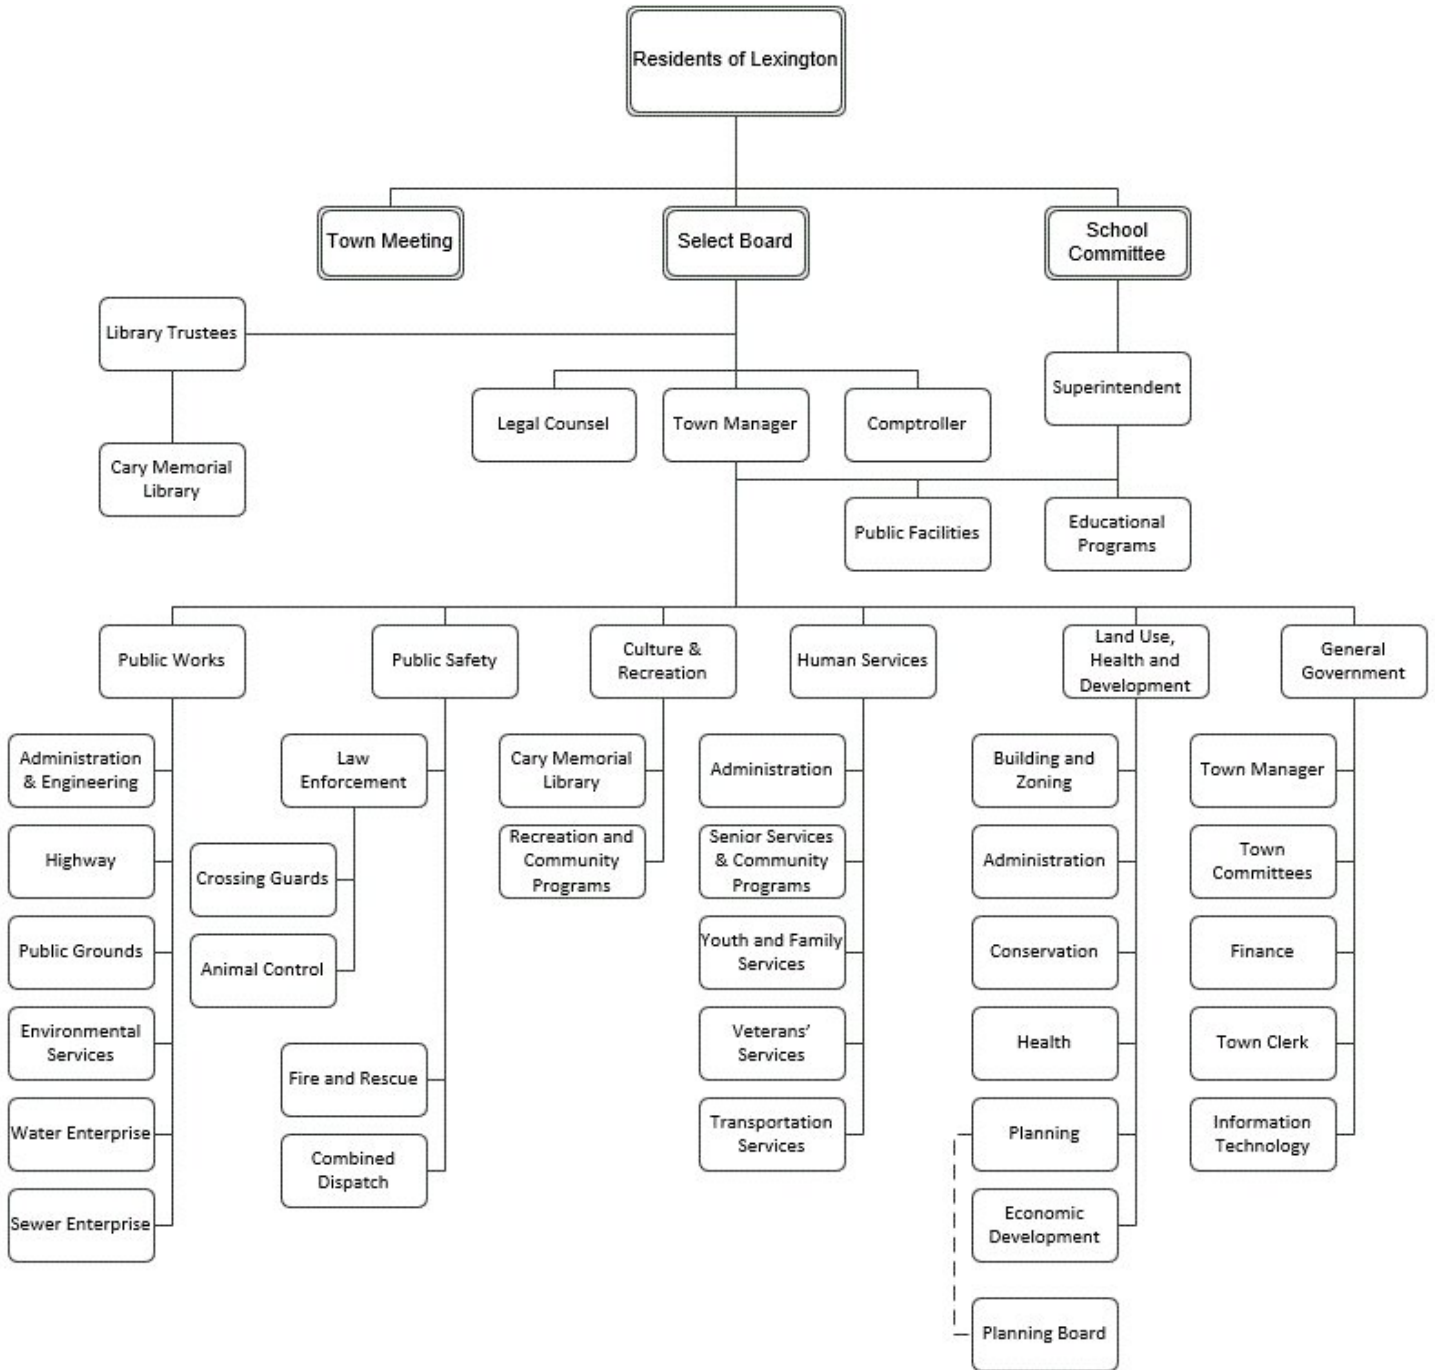 Residents of Lexington
Town Meeting
Select Board
School
Committee
Library Trustees
Cary Memorial
Library
Legal Counsel
Town Manager
Comptroller
Superintendent
Public Facilities
Educational
Programs
Public Works
Public Safety
Culture &
Recreation
Human Services
Land Use,
Health and
Development
General
Government
Administration
& Engineering
Highway
Public Grounds
Environmental
Services
Water Enterprise
Sewer Enterprise
Law
Enforcement
Crossing Guards
Animal Control
Fire and Rescue
Combined
Dispatch
Cary Memorial
Library
Recreation and
Community
Programs
Administration
Senior Services
& Community
Programs
Youth and Family
Services
Veterans’
Services
Transportation
Services
Building and
Zoning
Administration
Conservation
Health
Planning
Economic
Development
Planning Board
Town Manager
Town
Committees
Finance
Town Clerk
Information
Technology